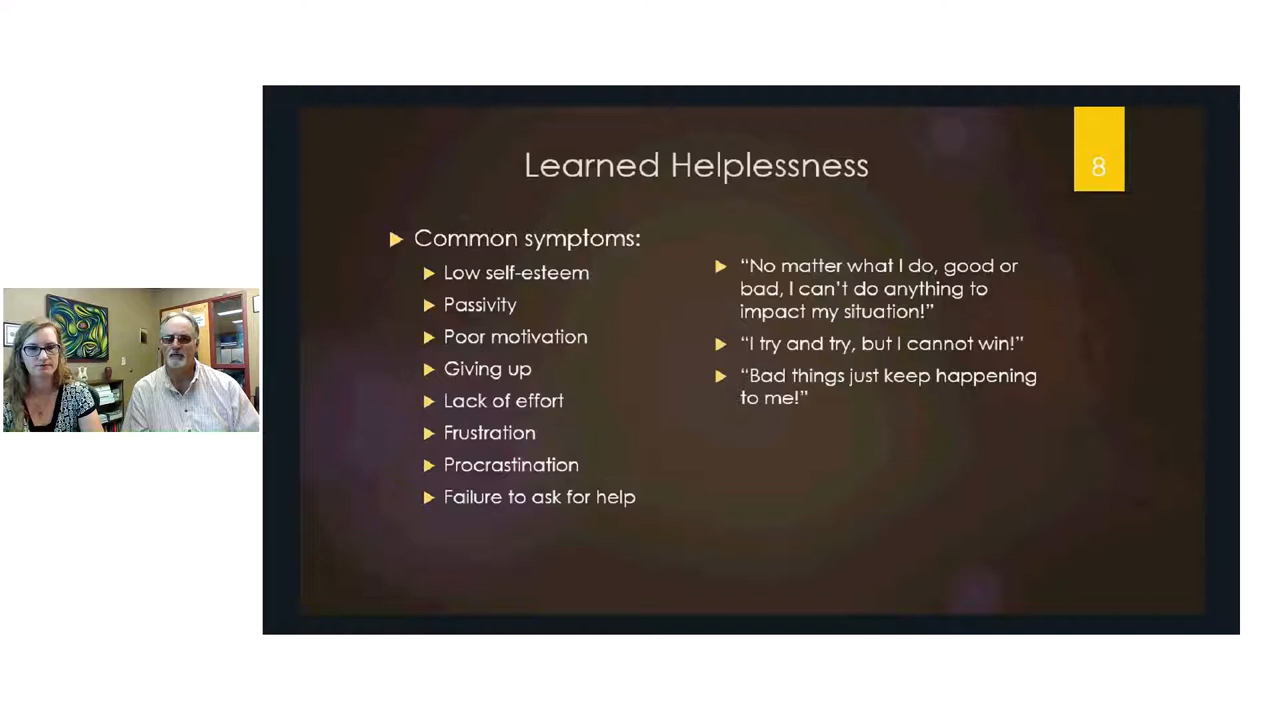 Learned Helplessness
8
Common symptoms:
Low self-esteem
Passivity
Poor motivation
Giving up
Lack of effort
Frustration
Procrastination
Failure to ask for help
“No matter what I do, good or
bad, I can’t do anything to
impact my situation!”
“I try and try, but I cannot win!”
“Bad things just keep happening
to me!”